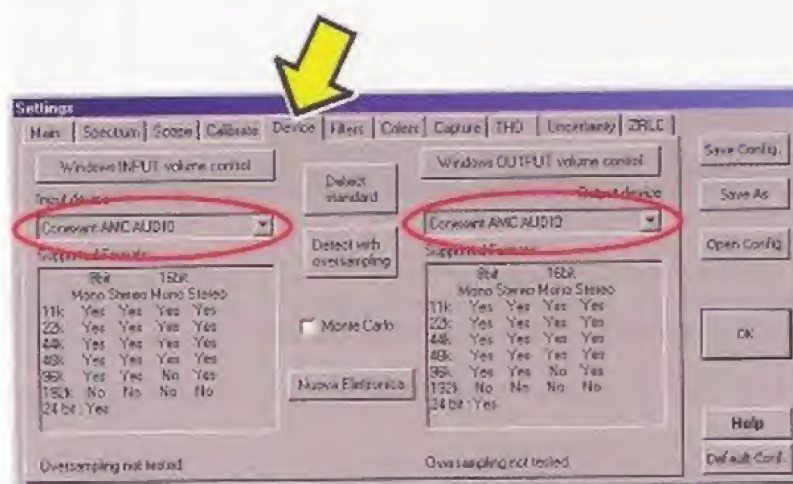 Settings
Main Spectrum Scope Calibrate Device Filters Colors Capture THD Uncertainty ZRLC
Windows INPUT volume control
Input device
Conexant AMC AUDIO
Supported Formats
8bit 16bit
Mono Stereo Mono Stereo
11k Yes Yes Yes Yes
22k Yes Yes Yes Yes
44k Yes Yes Yes Yes
48k Yes Yes Yes Yes
96k Yes Yes No Yes
192k No No No No
24 bit : Yes
Oversampling not tested
Detect standard
Detect with oversampling
Monte Carlo
Nuova Elettronica
Windows OUTPUT volume control
Output device
Conexant AMC AUDIO
Supported Formats
8bit 16bit
Mono Stereo Mono Stereo
11k Yes Yes Yes Yes
22k Yes Yes Yes Yes
44k Yes Yes Yes Yes
48k Yes Yes Yes Yes
96k Yes Yes No Yes
192k No No No No
24 bit : Yes
Oversampling not tested
Save Config.
Save As
Open Config
OK
Help
Default Conf.